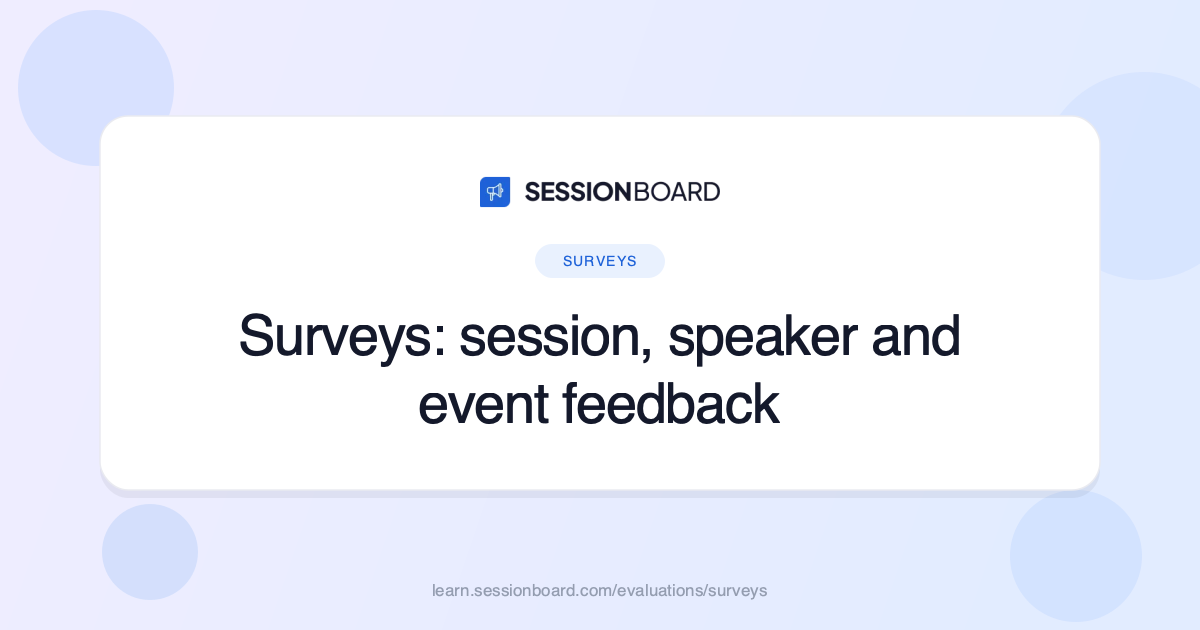 SESSIONBOARD
SURVEYS
Surveys: session, speaker and
event feedback
learn.sessionboard.com/evaluations/surveys